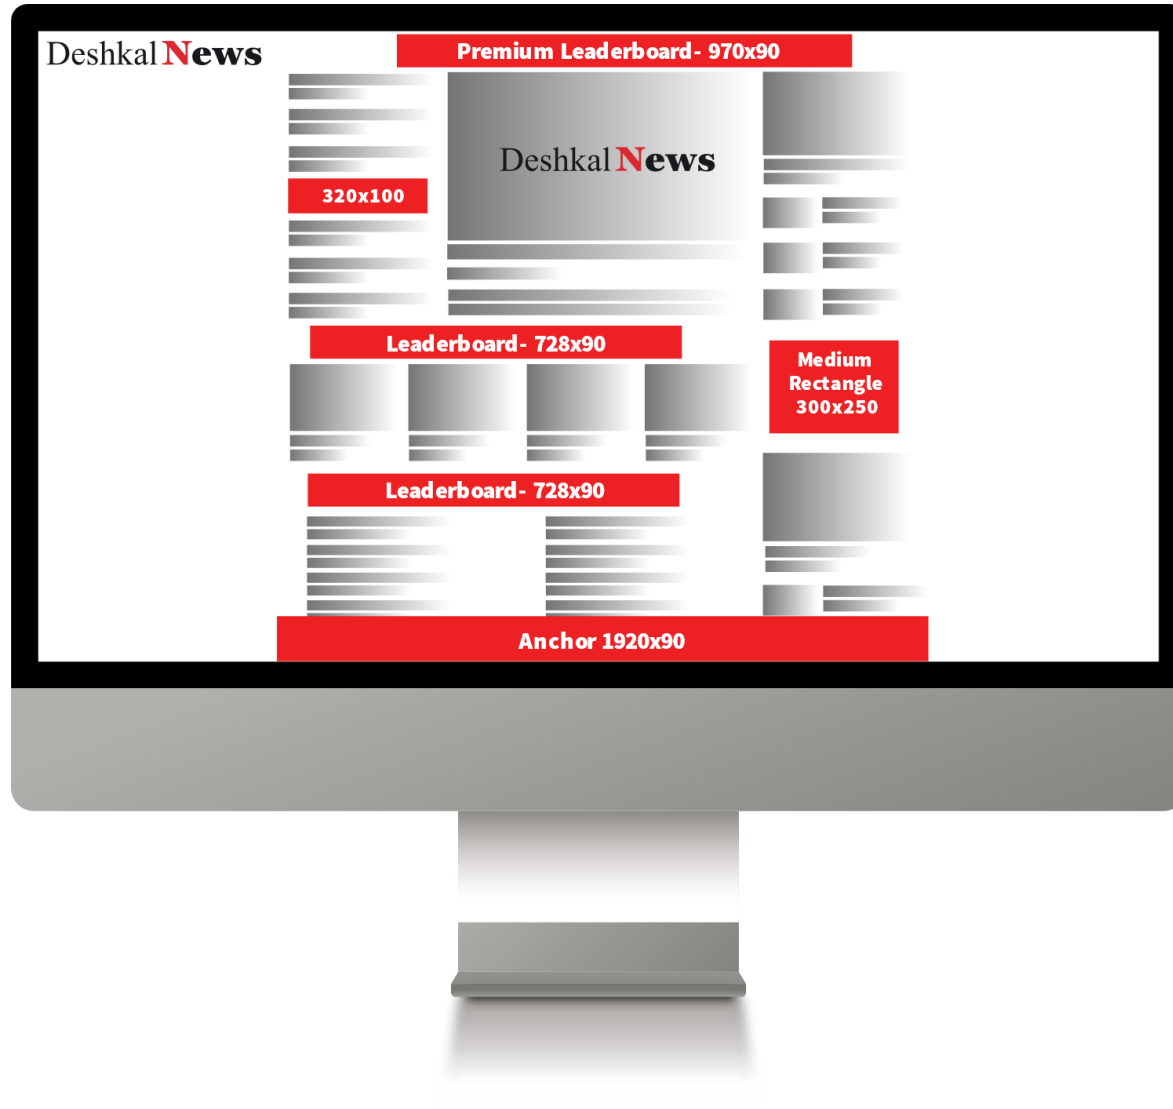 Deshkal News
Premium Leaderboard- 970x90
Deshkal News
320x100
Leaderboard- 728x90
Medium
Rectangle
300x250
Leaderboard- 728x90
Anchor 1920x90